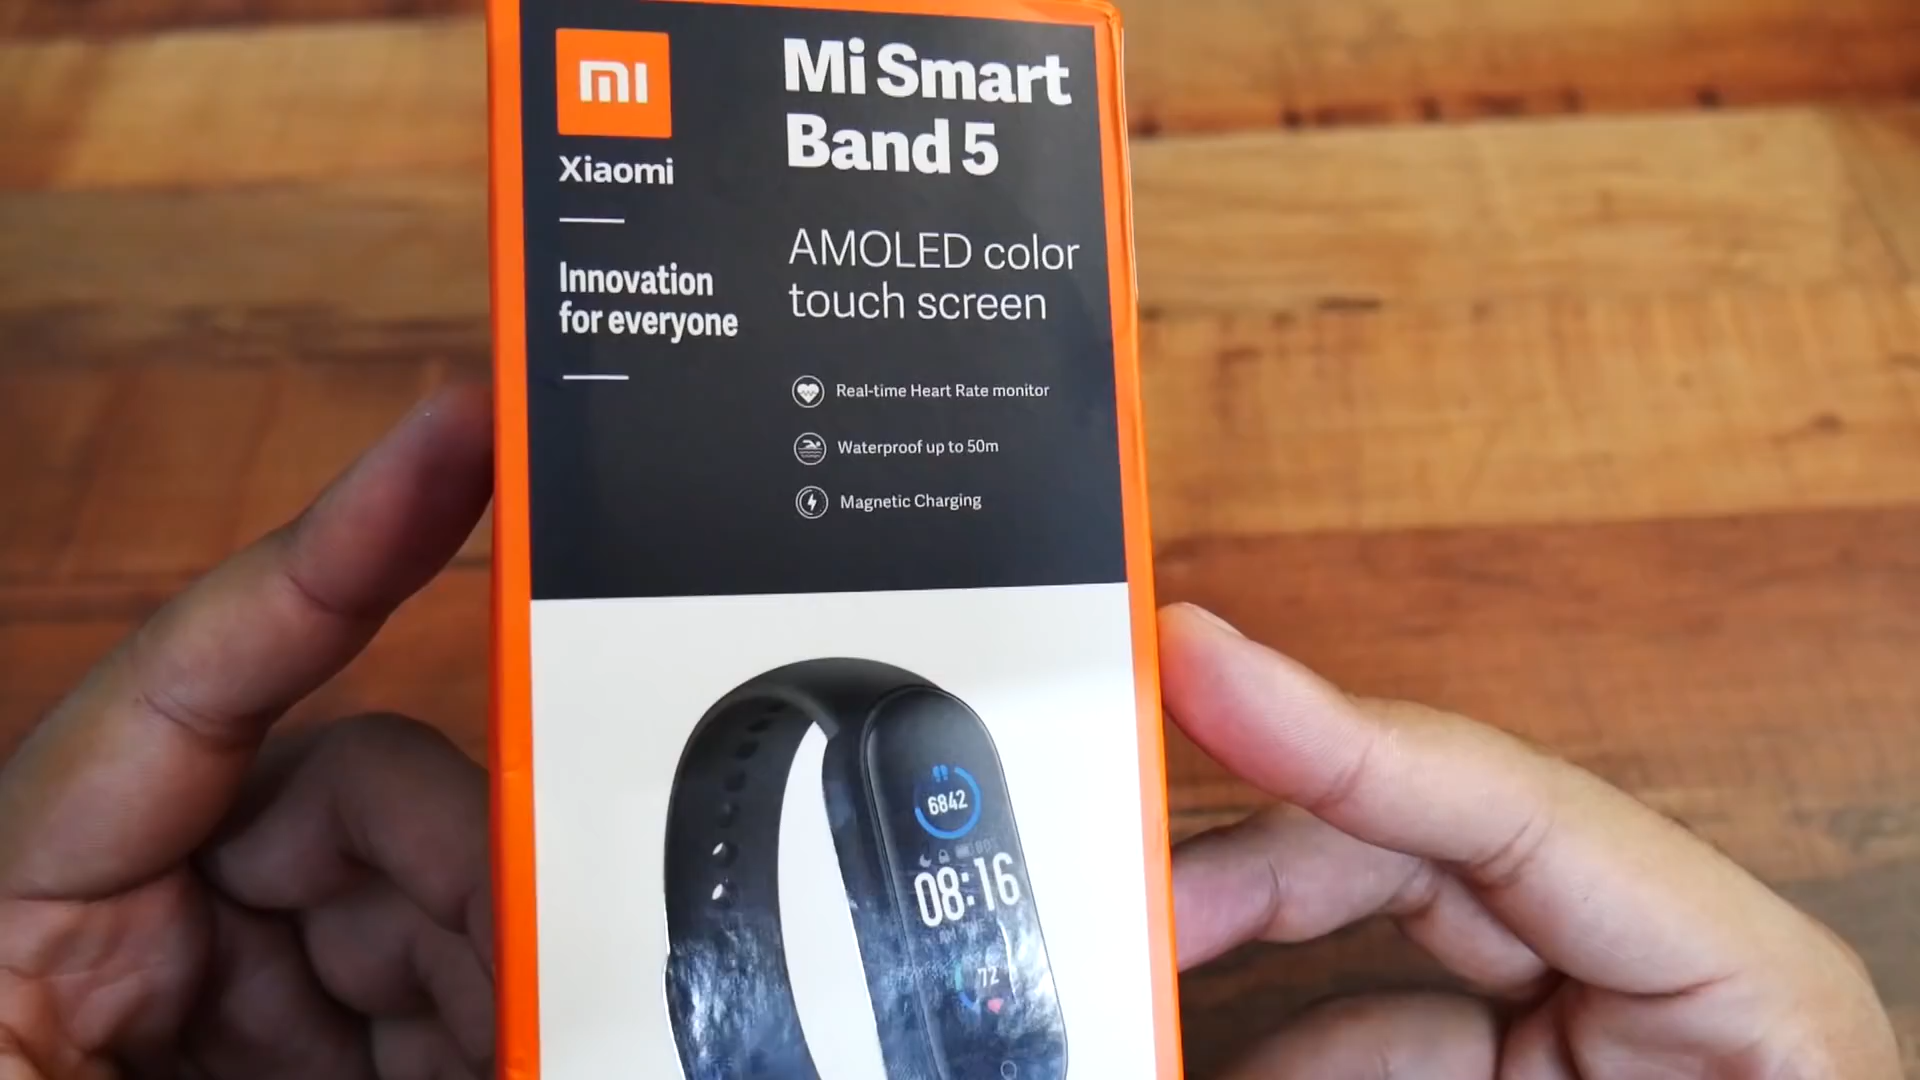 mi
Xiaomi
Innovation
for everyone
Mi Smart
Band 5
AMOLED color
touch screen
Real-time Heart Rate monitor
Waterproof up to 50m
Magnetic Charging
6842
08:16
72